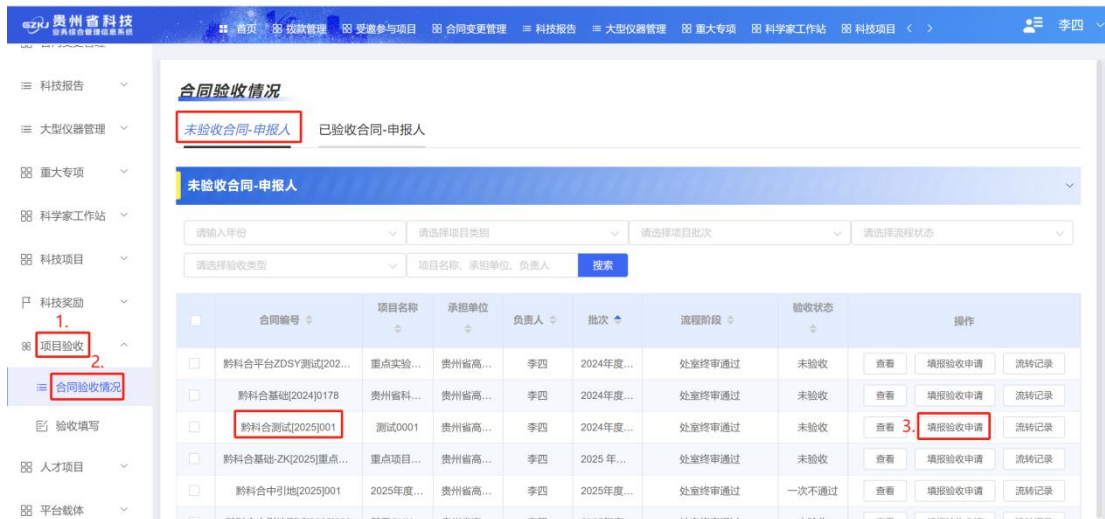 GZKJ 贵州省科技
业务综合管理信息系统
首页 拨款管理 受邀参与项目 合同变更管理 科技报告 大型仪器管理 重大专项 科学家工作站 科技项目 < > 李四
科技报告
大型仪器管理
重大专项
科学家工作站
科技项目
科技奖励
1.
项目验收
2.
合同验收情况
验收填写
人才项目
平台载体
合同验收情况
未验收合同-申报人 已验收合同-申报人
未验收合同-申报人
请输入年份 请选择项目类别 请选择项目批次 请选择流程状态
请选择验收类型 项目名称、承担单位、负责人 搜索
合同编号 项目名称 承担单位 负责人 批次 流程阶段 验收状态 操作
黔科合平台ZDSY测试[202... 重点实验... 贵州省高... 李四 2024年度... 处室终审通过 未验收 查看 填报验收申请 流转记录
黔科合基础[2024]0178 贵州省科... 贵州省高... 李四 2024年度... 处室终审通过 未验收 查看 填报验收申请 流转记录
黔科合测试[2025]001 测试0001 贵州省高... 李四 2024年度... 处室终审通过 未验收 查看 3. 填报验收申请 流转记录
黔科合基础-ZK[2025]重点... 重点项目... 贵州省高... 李四 2025 年... 处室终审通过 未验收 查看 填报验收申请 流转记录
黔科合中引地[2025]001 2025年度... 贵州省高... 李四 2025年度... 处室终审通过 一次不通过 查看 填报验收申请 流转记录